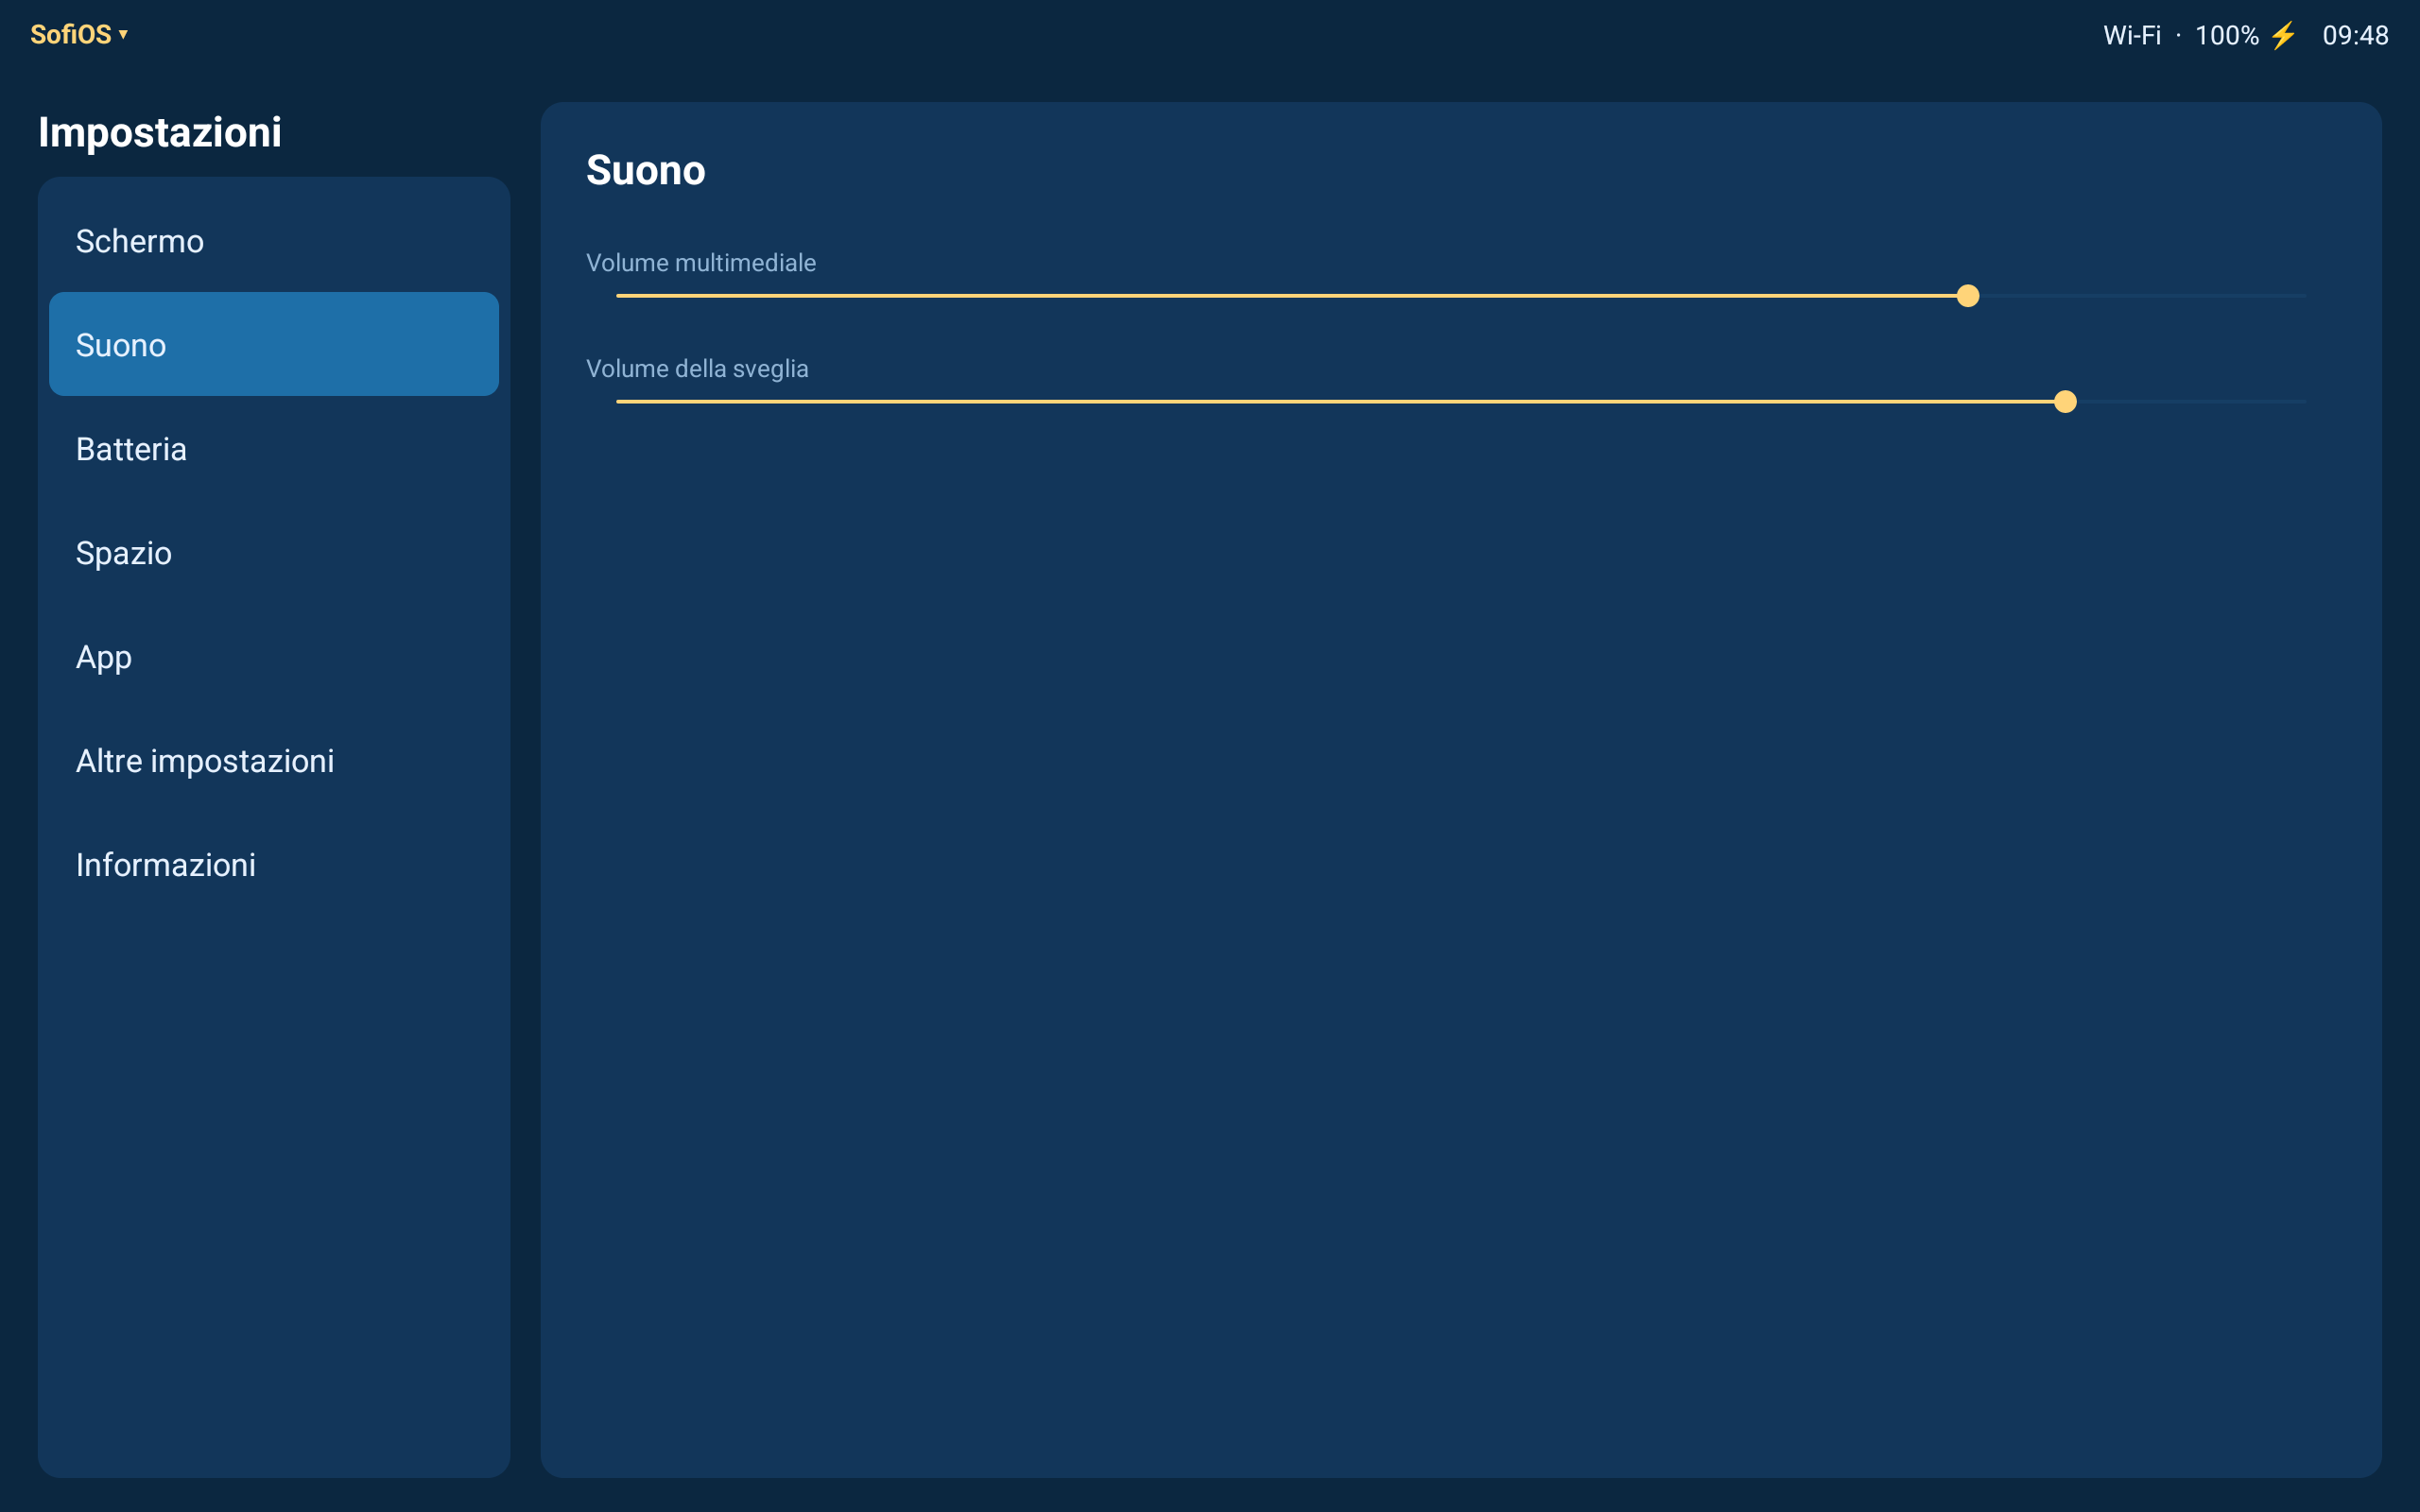 SofiOS ▾
Wi-Fi · 100% ⚡ 09:48
Impostazioni
Schermo
Suono
Batteria
Spazio
App
Altre impostazioni
Informazioni
Suono
Volume multimediale
Volume della sveglia